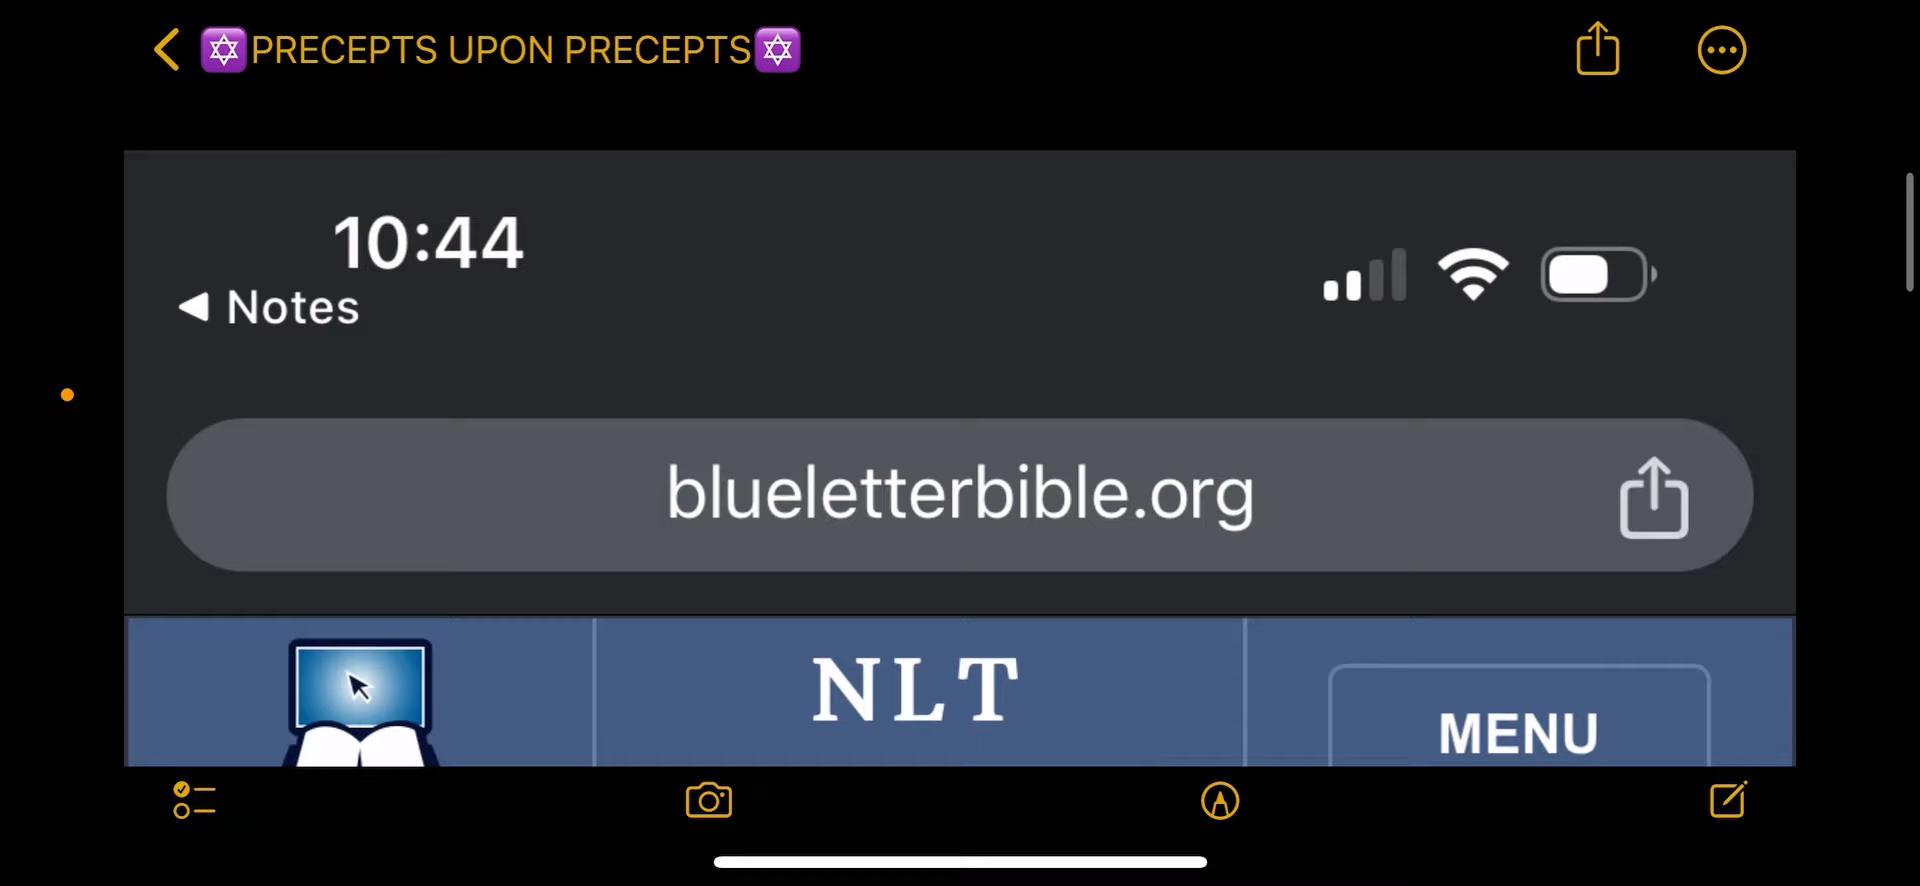 ✡️PRECEPTS UPON PRECEPTS✡️
10:44
Notes
blueletterbible.org
NLT
MENU